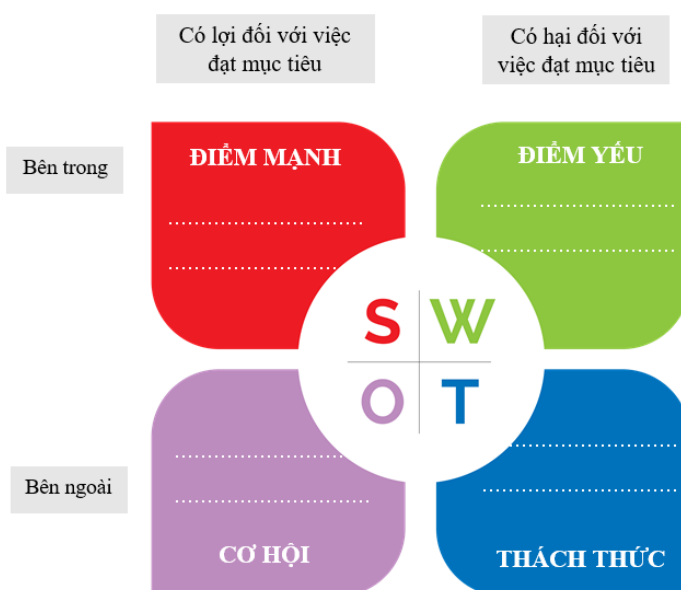 Có lợi đối với việc
đạt mục tiêu
Có hại đối với
việc đạt mục tiêu
Bên trong
ĐIỂM MẠNH
ĐIỂM YẾU
S W
O T
Bên ngoài
CƠ HỘI
THÁCH THỨC